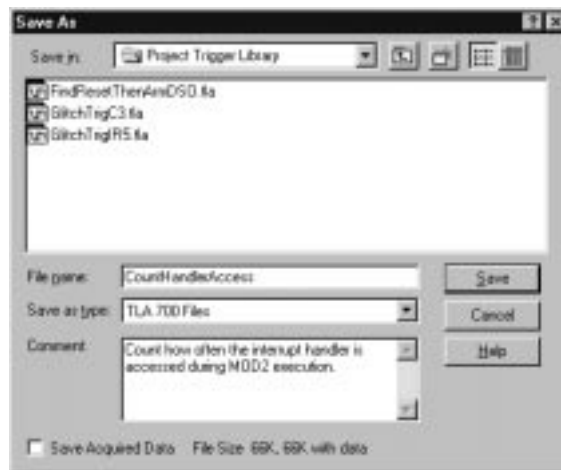 Save As
Save in: Project Trigger Library
FindResetThenArmDSO.tla
GlitchTrigC3.tla
GlitchTrigIR5.tla
File name: CountHandlerAccess
Save
Save as type: TLA 700 Files
Cancel
Comment Count how often the interrupt handler is
accessed during MOD2 execution.
Help
Save Acquired Data File Size: 66K, 66K with data